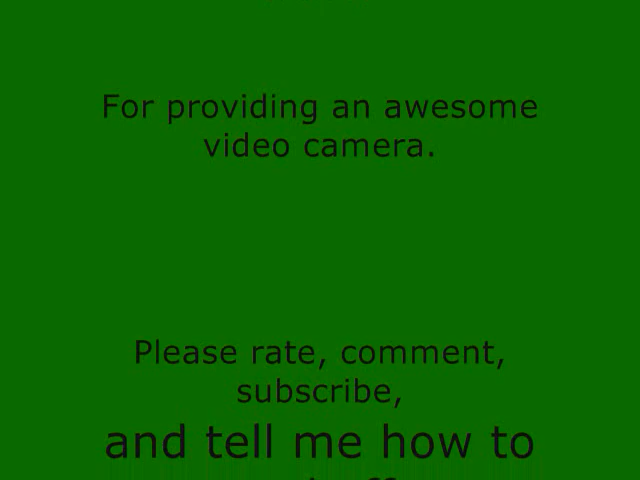 For providing an awesome
video camera.
Please rate, comment,
subscribe,
and tell me how to